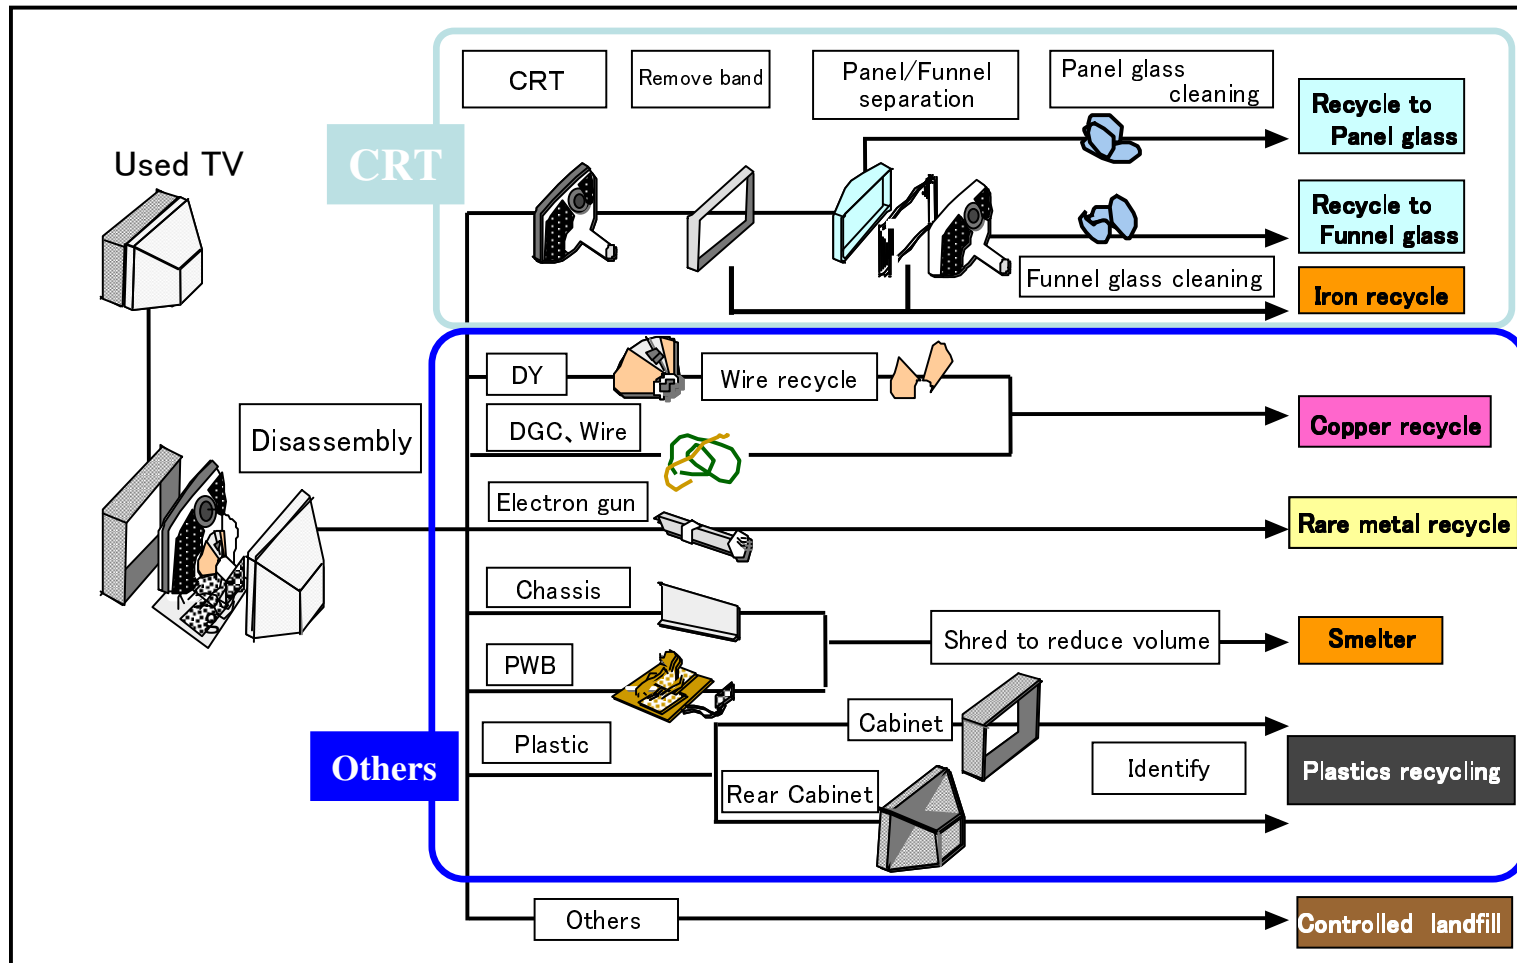 CRT
Remove band
Panel/Funnel
separation
Panel glass
cleaning
Recycle to
Panel glass
CRT
Used TV
Recycle to
Funnel glass
Funnel glass cleaning
Iron recycle
DY
Wire recycle
Disassembly
DGC、Wire
Copper recycle
Electron gun
Rare metal recycle
Chassis
Shred to reduce volume
Smelter
PWB
Cabinet
Plastic
Others
Identify
Plastics recycling
Rear Cabinet
Others
Controlled landfill